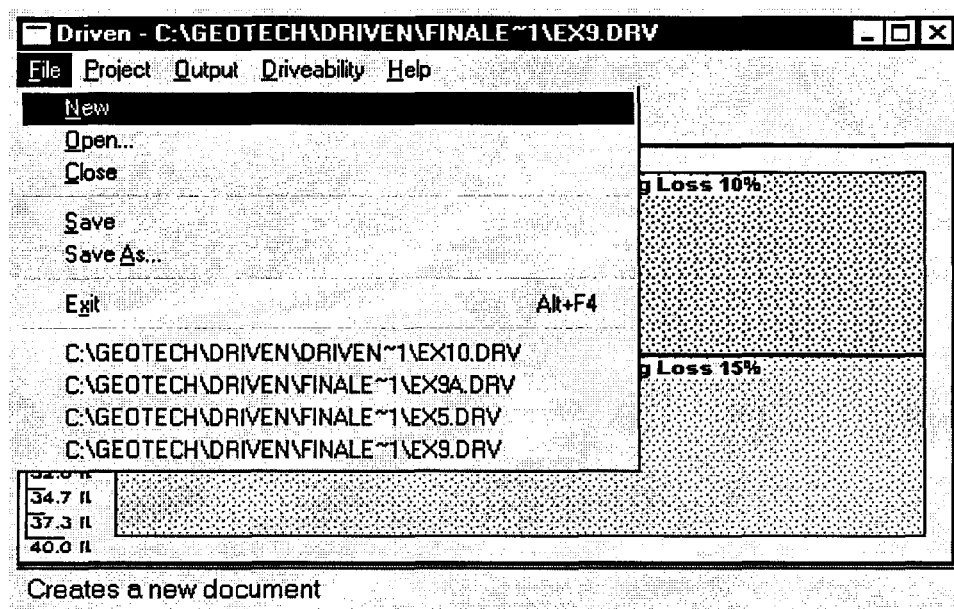 Driven - C:\GEOTECH\DRIVEN\FINALE~1\EX9.DRV
File Project Output Driveability Help
New
Open...
Close
Save
Save As...
Exit Alt+F4
C:\GEOTECH\DRIVEN\DRIVEN~1\EX10.DRV
C:\GEOTECH\DRIVEN\FINALE~1\EX9A.DRV
C:\GEOTECH\DRIVEN\FINALE~1\EX5.DRV
C:\GEOTECH\DRIVEN\FINALE~1\EX9.DRV
g Loss 10%
g Loss 15%
34.7 ft
37.3 ft
40.0 ft
Creates a new document